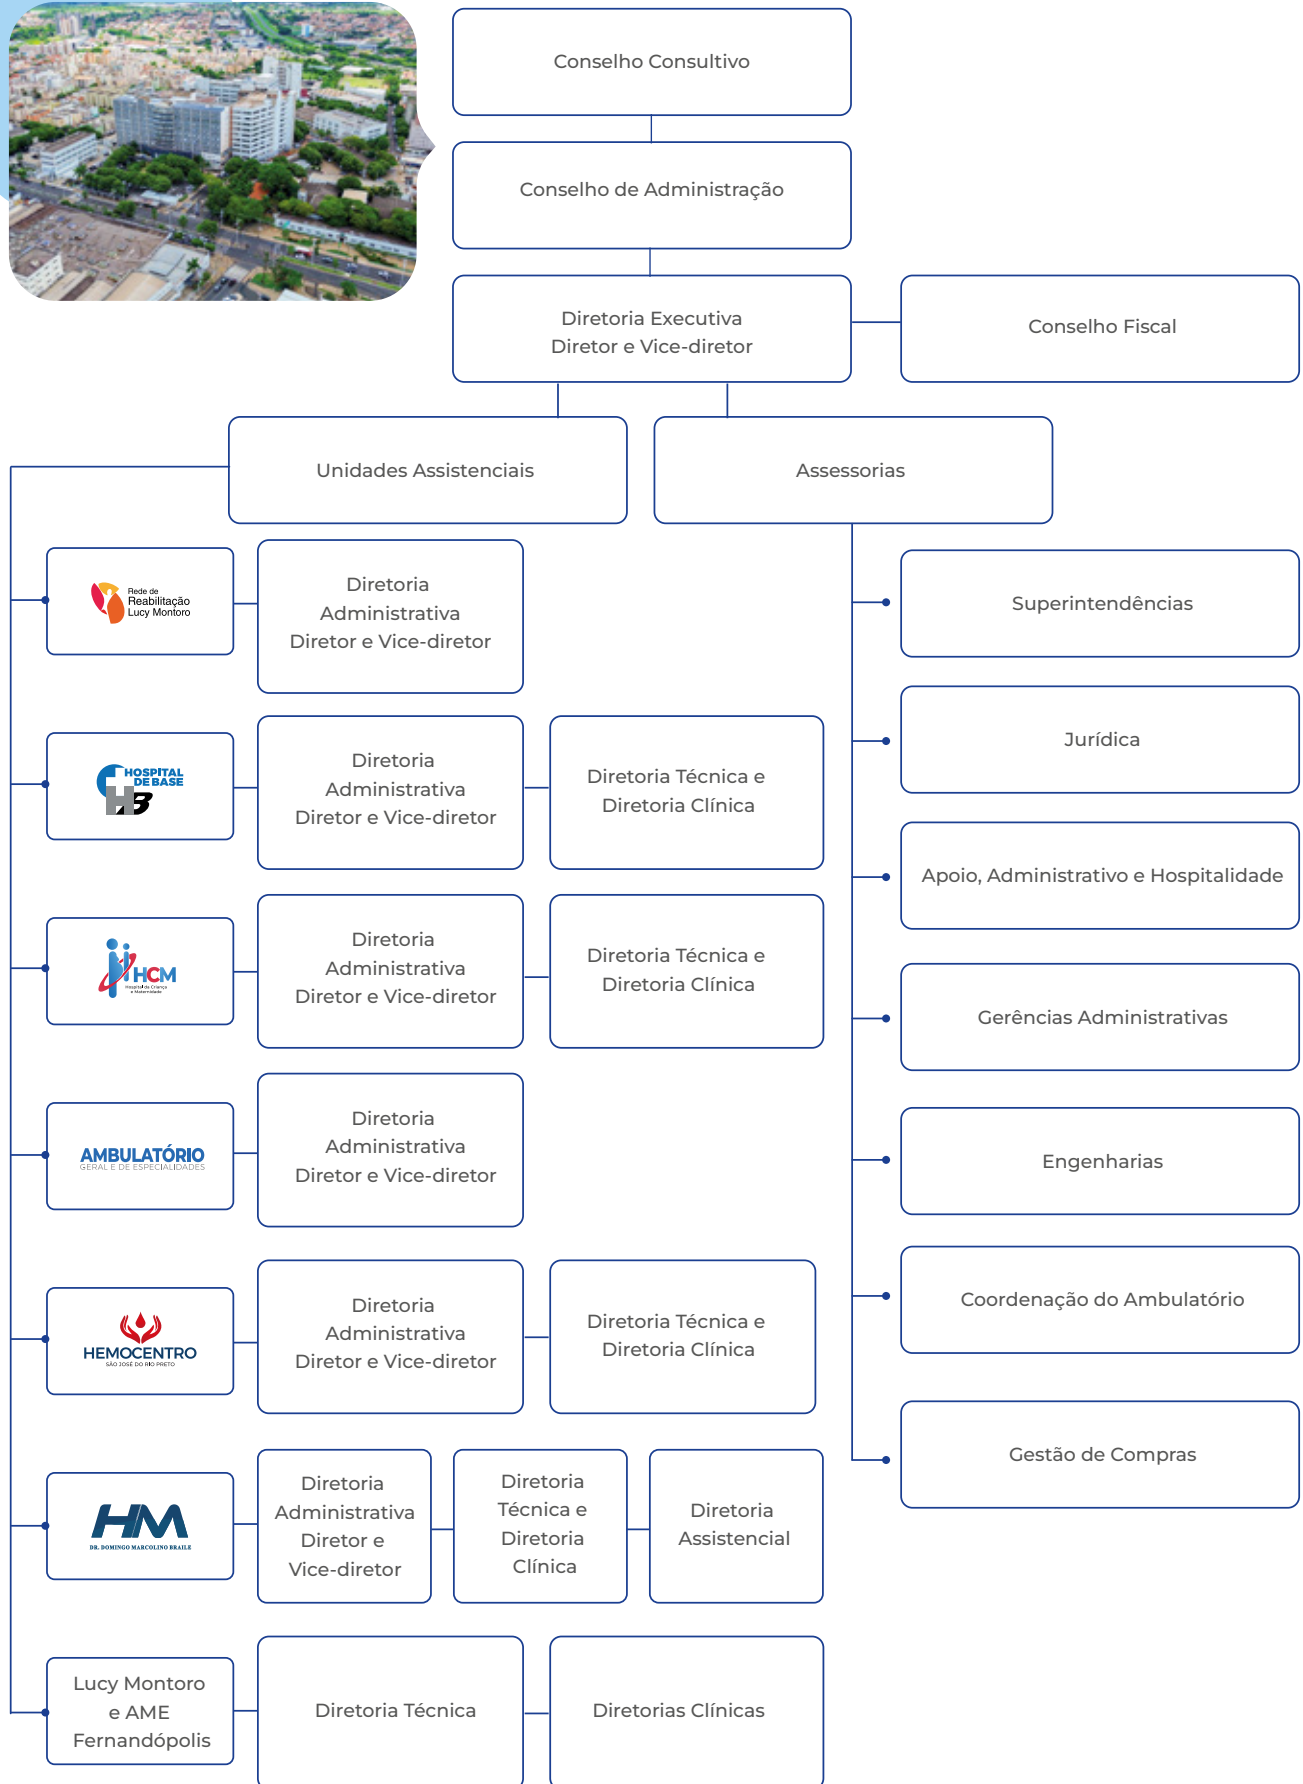 Conselho Consultivo
Conselho de Administração
Diretoria Executiva
Diretor e Vice-diretor
Conselho Fiscal
Unidades Assistenciais
Assessorias
Rede de
Reabilitação
Lucy Montoro
Diretoria
Administrativa
Diretor e Vice-diretor
HOSPITAL
DE BASE
HB
Diretoria
Administrativa
Diretor e Vice-diretor
Diretoria Técnica e
Diretoria Clínica
HCM
Hospital da Criança
e Maternidade
Diretoria
Administrativa
Diretor e Vice-diretor
Diretoria Técnica e
Diretoria Clínica
AMBULATÓRIO
GERAL E DE ESPECIALIDADES
Diretoria
Administrativa
Diretor e Vice-diretor
HEMOCENTRO
SÃO JOSÉ DO RIO PRETO
Diretoria
Administrativa
Diretor e Vice-diretor
Diretoria Técnica e
Diretoria Clínica
HM
DR. DOMINGO MARCOLINO BRAILE
Diretoria
Administrativa
Diretor e
Vice-diretor
Diretoria
Técnica e
Diretoria
Clínica
Diretoria
Assistencial
Lucy Montoro
e AME
Fernandópolis
Diretoria Técnica
Diretorias Clínicas
Superintendências
Jurídica
Apoio, Administrativo e Hospitalidade
Gerências Administrativas
Engenharias
Coordenação do Ambulatório
Gestão de Compras